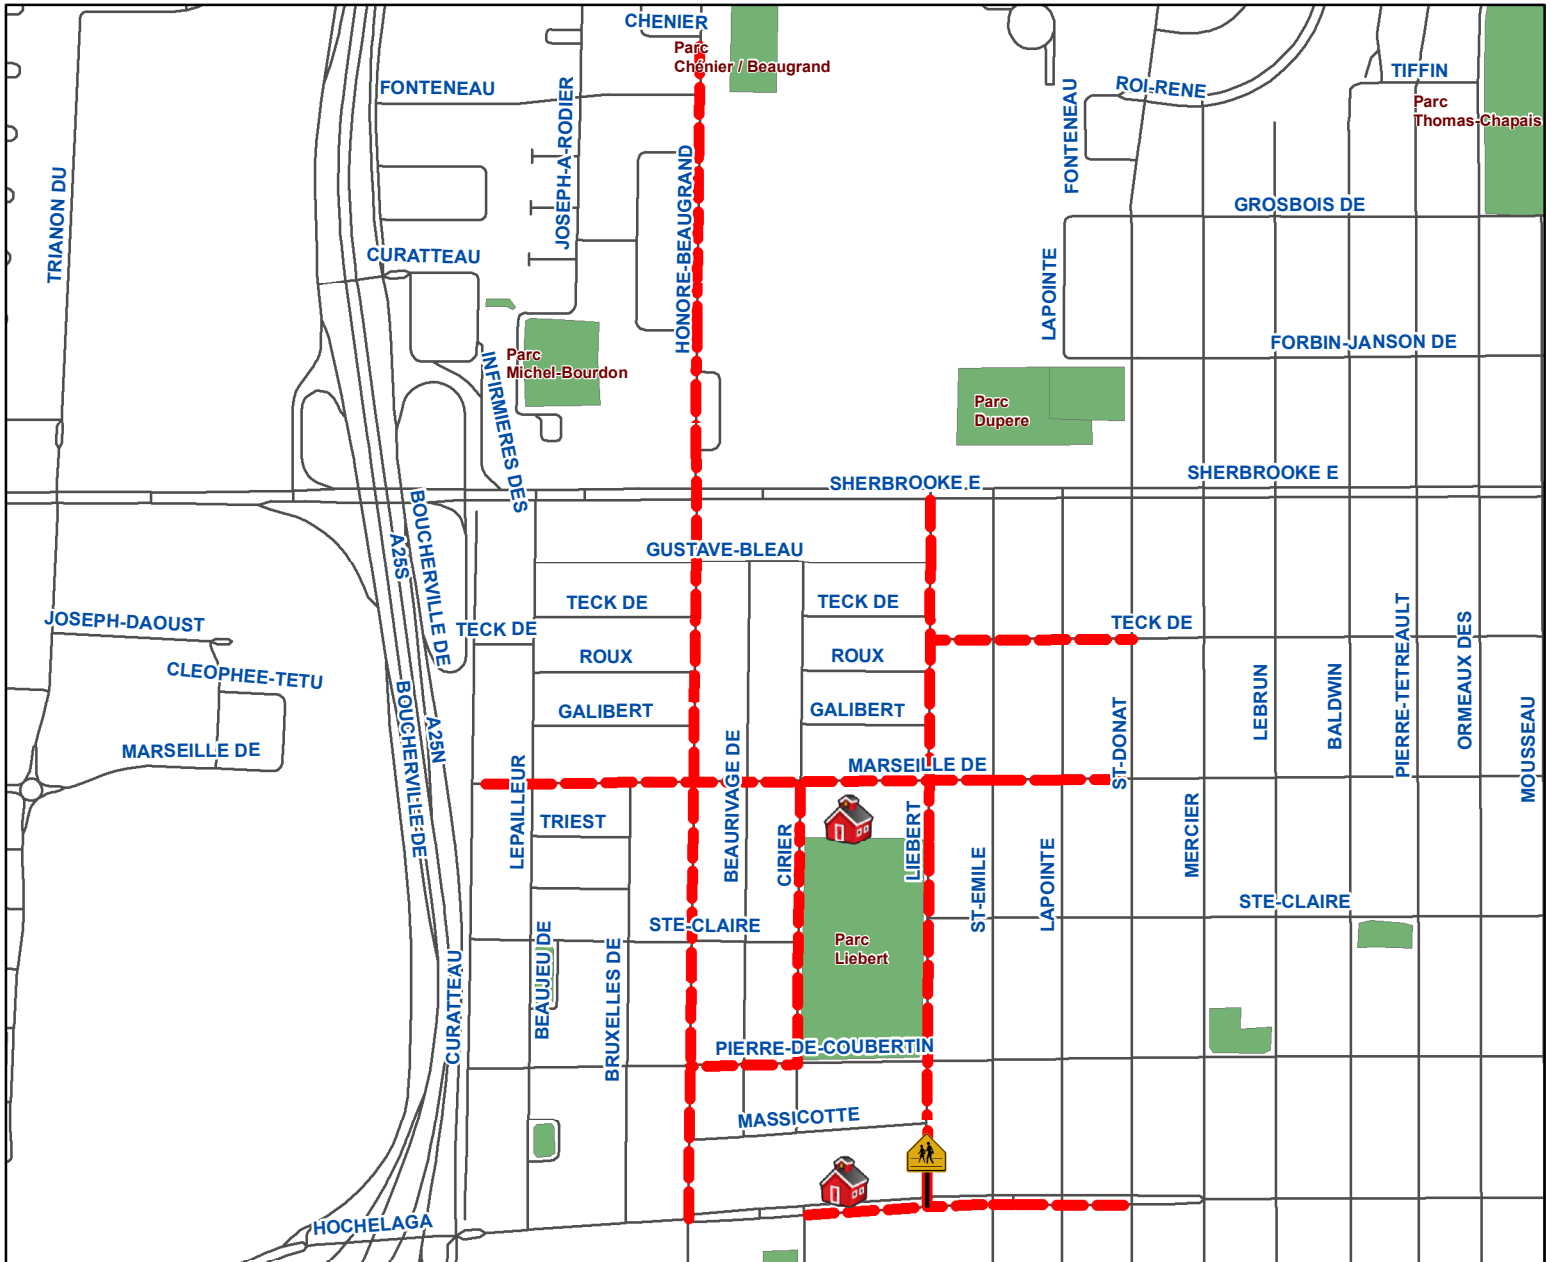 CHENIER
Parc
Chénier / Beaugrand
TIFFIN
FONTENEAU
ROI-RENE
Parc
Thomas-Chapais
JOSEPH-A-RODIER
FONTENEAU
TRIANON DU
HONORE-BEAUGRAND
GROSBOIS DE
CURATTEAU
LAPOINTE
FORBIN-JANSON DE
Parc
Michel-Bourdon
INFIRMIERES DES
Parc
Dupere
SHERBROOKE E
SHERBROOKE E
BOUCHERVILLE DE
A25S
GUSTAVE-BLEAU
TECK DE
TECK DE
TECK DE
TECK DE
JOSEPH-DAOUST
ROUX
ROUX
CLEOPHEE-TETU
PIERRE-TETREAULT
ORMEAUX DES
LEBRUN
BALDWIN
MOUSSEAU
GALIBERT
GALIBERT
ST-DONAT
BOUCHERVILLE DE
A25N
MARSEILLE DE
MARSEILLE DE
LEPAILLEUR
BEAURIVAGE DE
TRIEST
CIRIER
LIEBERT
ST-EMILE
LAPOINTE
MERCIER
STE-CLAIRE
STE-CLAIRE
Parc
Liebert
BEAUJEU DE
BRUXELLES DE
CURATTEAU
PIERRE-DE-COUBERTIN
MASSICOTTE
HOCHELAGA